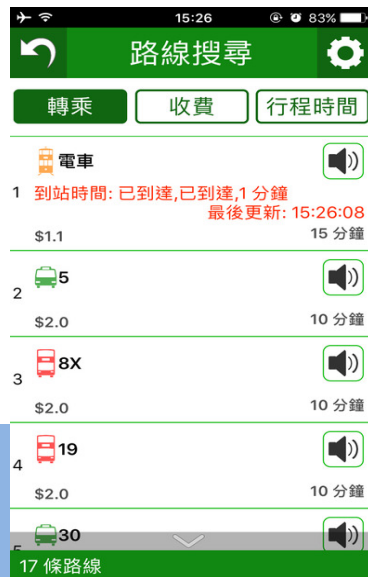 15:26
83%
路線搜尋
轉乘
收費
行程時間
電車
1
到站時間: 已到達,已到達,1 分鐘
最後更新: 15:26:08
$1.1
15 分鐘
5
2
$2.0
10 分鐘
8X
3
$2.0
10 分鐘
19
4
$2.0
10 分鐘
30
5
17 條路線